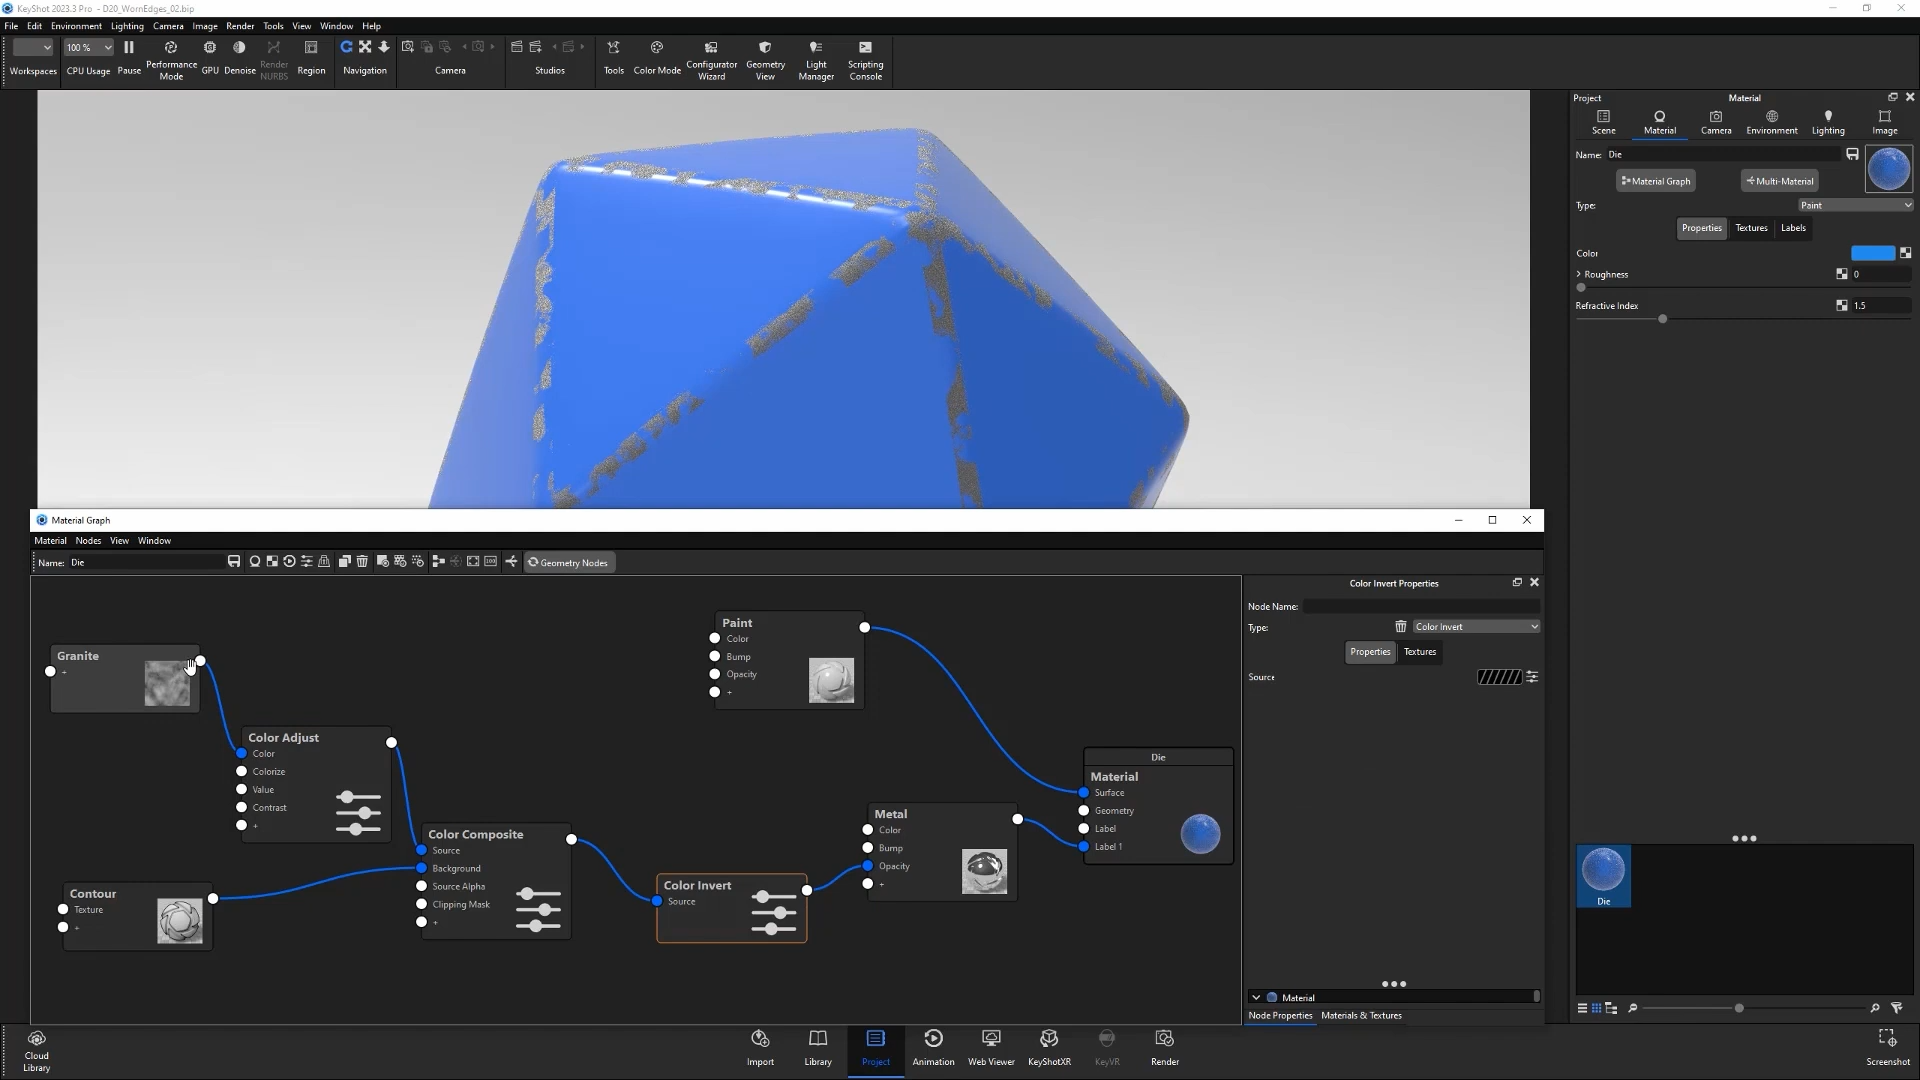 KeyShot 2023.3 Pro - D20_WornEdges_02.bip
File Edit Environment Lighting Camera Image Render Tools View Window Help
100 %
Workspaces CPU Usage Pause Performance Mode GPU Denoise Render NURBS Region Navigation Camera Studios Tools Color Mode Configurator Wizard Geometry View Light Manager Scripting Console
Project Material
Scene Material Camera Environment Lighting Image
Name: Die
Material Graph Multi-Material
Type: Paint
Properties Textures Labels
Color
Roughness 0
Refractive Index 1.5
Die
Material Graph
Material Nodes View Window
Name: Die
Geometry Nodes
Granite
+
Color Adjust
Color
Colorize
Value
Contrast
+
Contour
Texture
+
Color Composite
Source
Background
Source Alpha
Clipping Mask
+
Color Invert
Source
Paint
Color
Bump
Opacity
+
Metal
Color
Bump
Opacity
+
Die
Material
Surface
Geometry
Label
Label 1
Color Invert Properties
Node Name:
Type: Color Invert
Properties Textures
Source
Material
Node Properties Materials & Textures
Cloud Library
Import Library Project Animation Web Viewer KeyShotXR KeyVR Render
Screenshot